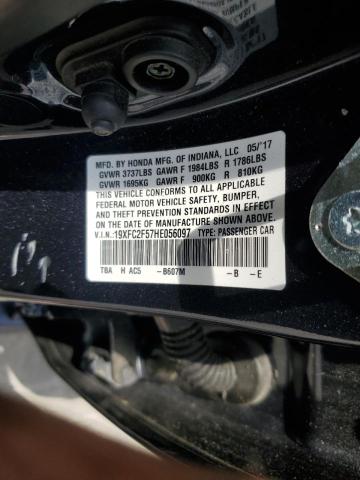 MFD. BY HONDA MFG. OF INDIANA, LLC 05/'17
GVWR 3737LBS GAWR F 1984LBS R 1786LBS
GVWR 1695KG GAWR F 900KG R 810KG
THIS VEHICLE CONFORMS TO ALL APPLICABLE
FEDERAL MOTOR VEHICLE SAFETY, BUMPER,
AND THEFT PREVENTION STANDARDS IN EFFECT
ON THE DATE OF MANUFACTURE SHOWN ABOVE.
V.I.N.:19XFC2F57HE056097 TYPE: PASSENGER CAR
TBA H AC5 -B607M -B -E